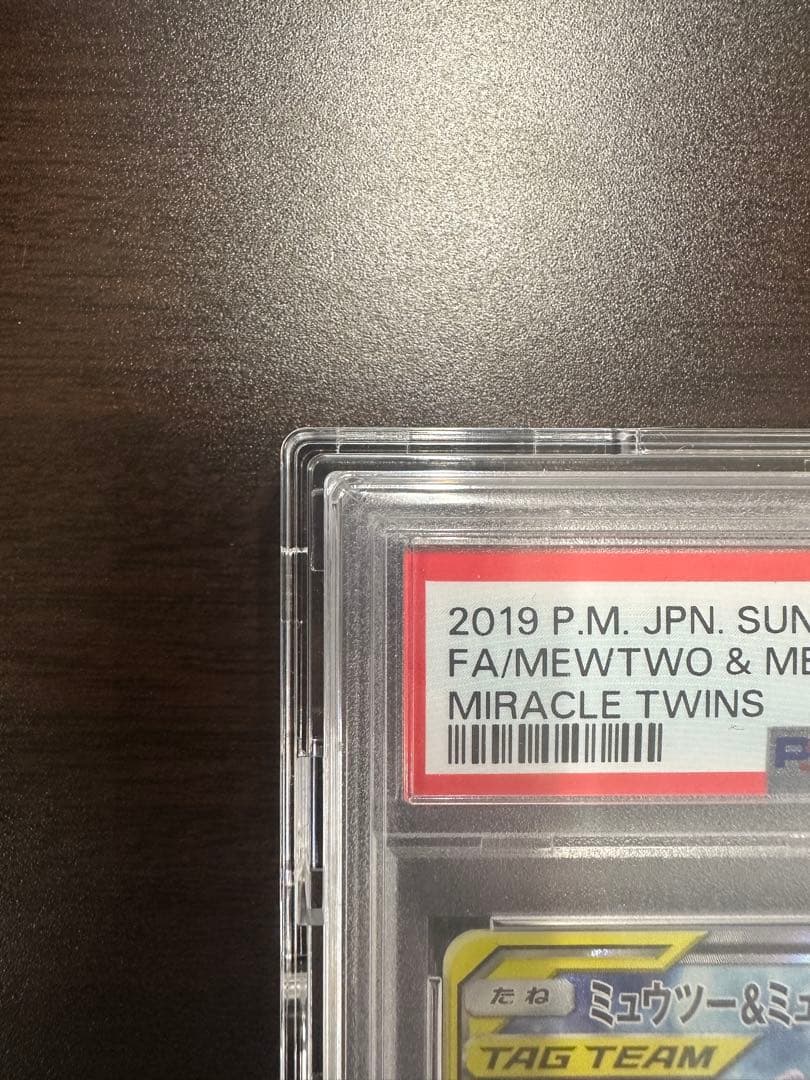 2019 P.M. JPN. SUN
FA/MEWTWO & ME
MIRACLE TWINS
たね ミュウツー&ミュ
TAG TEAM